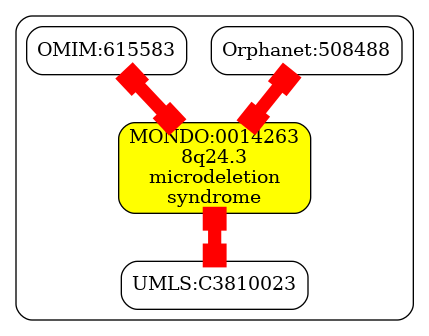 OMIM:615583
Orphanet:508488
MONDO:0014263
8q24.3
microdeletion
syndrome
UMLS:C3810023